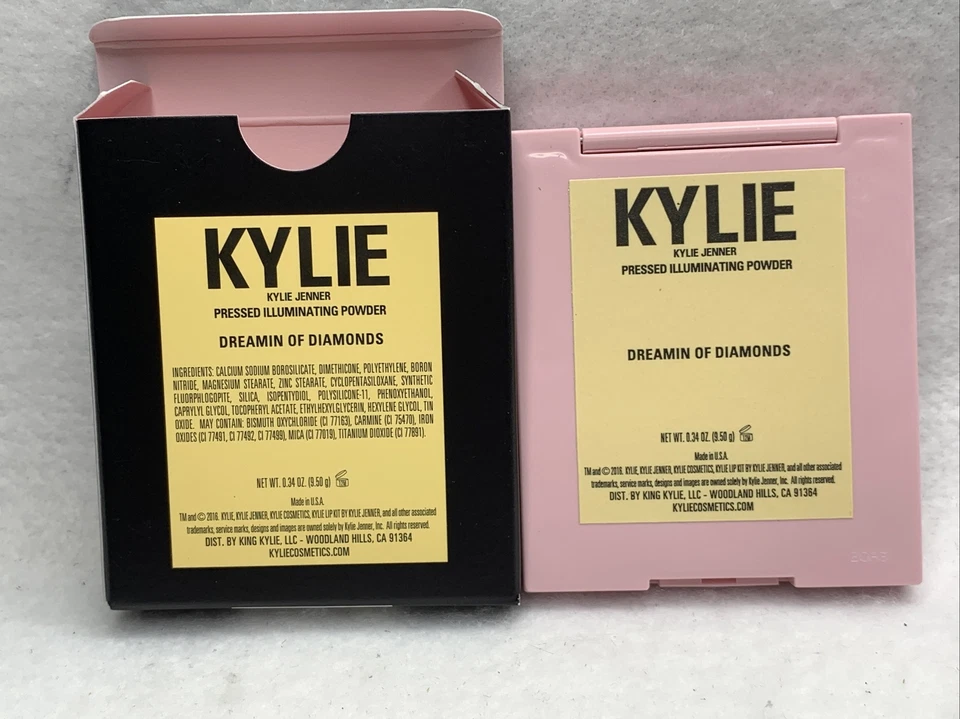 KYLIE
KYLIE JENNER
PRESSED ILLUMINATING POWDER
DREAMIN OF DIAMONDS
INGREDIENTS: CALCIUM SODIUM BOROSILICATE, DIMETHICONE, POLYETHYLENE, BORON
NITRIDE, MAGNESIUM STEARATE, ZINC STEARATE, CYCLOPENTASILOXANE, SYNTHETIC
FLUORPHLOGOPITE, SILICA, ISOPENTYDIOL, POLYSILICONE-11, PHENOXYETHANOL,
CAPRYLYL GLYCOL, TOCOPHERYL ACETATE, ETHYLHEXYLGLYCERIN, HEXYLENE GLYCOL, TIN
OXIDE. MAY CONTAIN: BISMUTH OXYCHLORIDE (CI 77163), CARMINE (CI 75470), IRON
OXIDES (CI 77491, CI 77492, CI 77499), MICA (CI 77019), TITANIUM DIOXIDE (CI 77891).
NET WT. 0.34 OZ. (9.50 g)
Made in U.S.A.
TM and © 2016. KYLIE, KYLIE JENNER, KYLIE COSMETICS, KYLIE LIP KIT BY KYLIE JENNER, and all other associated
trademarks, service marks, designs and images are owned solely by Kylie Jenner, Inc. All rights reserved.
DIST. BY KING KYLIE, LLC - WOODLAND HILLS, CA 91364
KYLIECOSMETICS.COM
KYLIE
KYLIE JENNER
PRESSED ILLUMINATING POWDER
DREAMIN OF DIAMONDS
NET WT. 0.34 OZ. (9.50 g)
Made in U.S.A.
TM and © 2016. KYLIE, KYLIE JENNER, KYLIE COSMETICS, KYLIE LIP KIT BY KYLIE JENNER, and all other associated
trademarks, service marks, designs and images are owned solely by Kylie Jenner, Inc. All rights reserved.
DIST. BY KING KYLIE, LLC - WOODLAND HILLS, CA 91364
KYLIECOSMETICS.COM